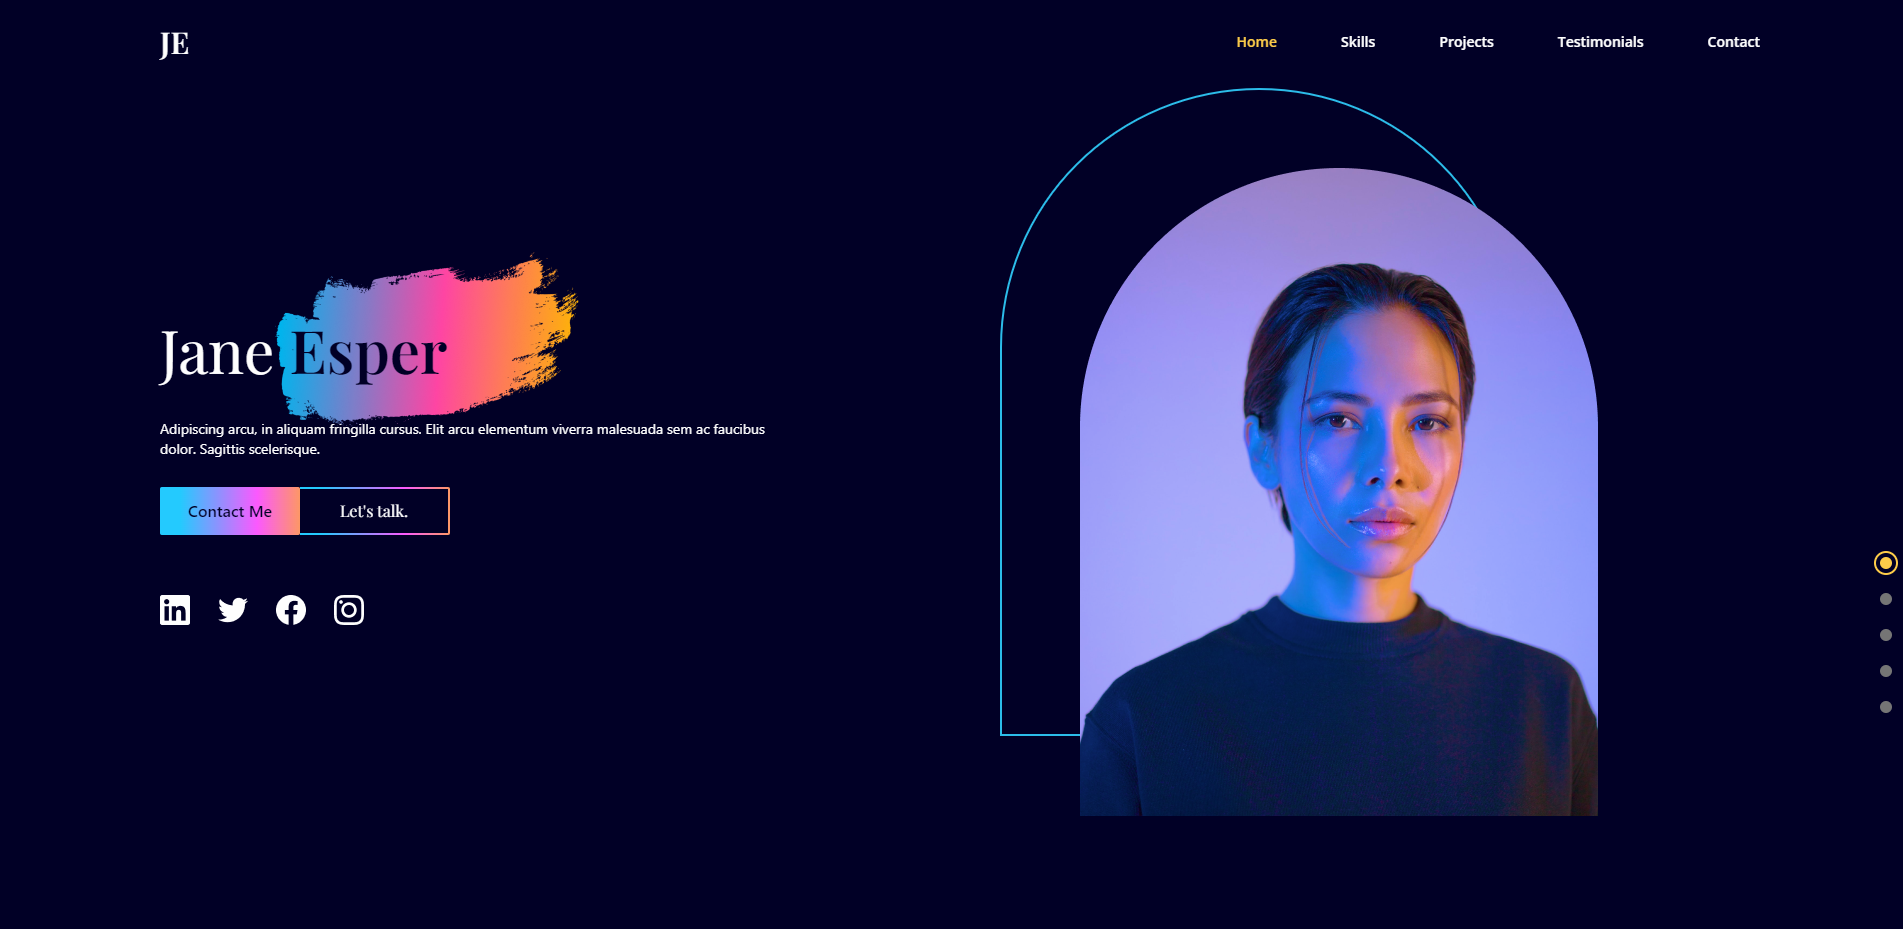 JE
Home
Skills
Projects
Testimonials
Contact
Jane Esper
Adipiscing arcu, in aliquam fringilla cursus. Elit arcu elementum viverra malesuada sem ac faucibus
dolor. Sagittis scelerisque.
Contact Me
Let's talk.